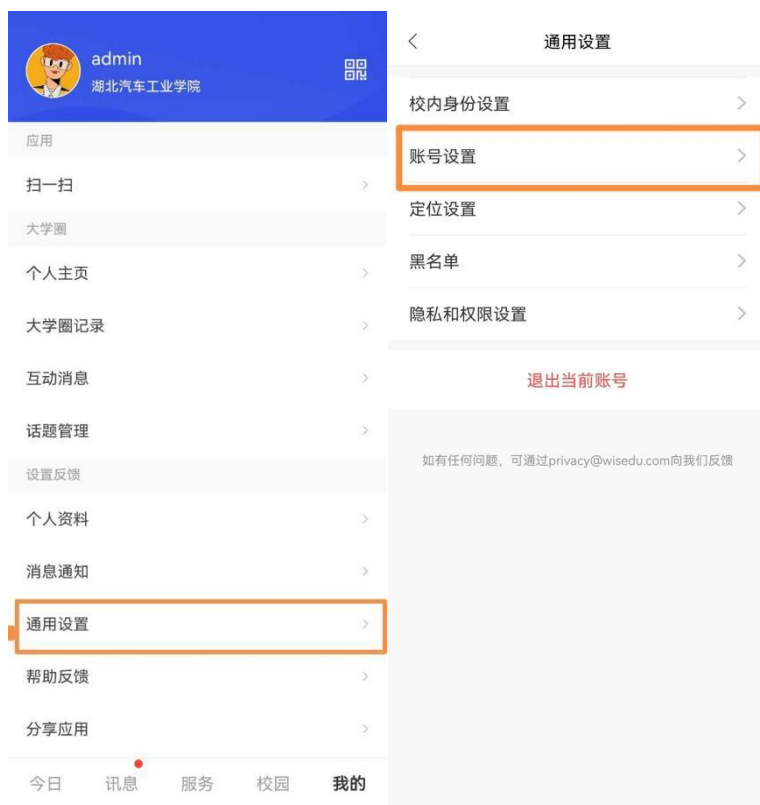 admin
湖北汽车工业学院
应用
扫一扫
大学圈
个人主页
大学圈记录
互动消息
话题管理
设置反馈
个人资料
消息通知
通用设置
帮助反馈
分享应用
今日 讯息 服务 校园 我的
通用设置
校内身份设置
账号设置
定位设置
黑名单
隐私和权限设置
退出当前账号
如有任何问题，可通过privacy@wisedu.com向我们反馈